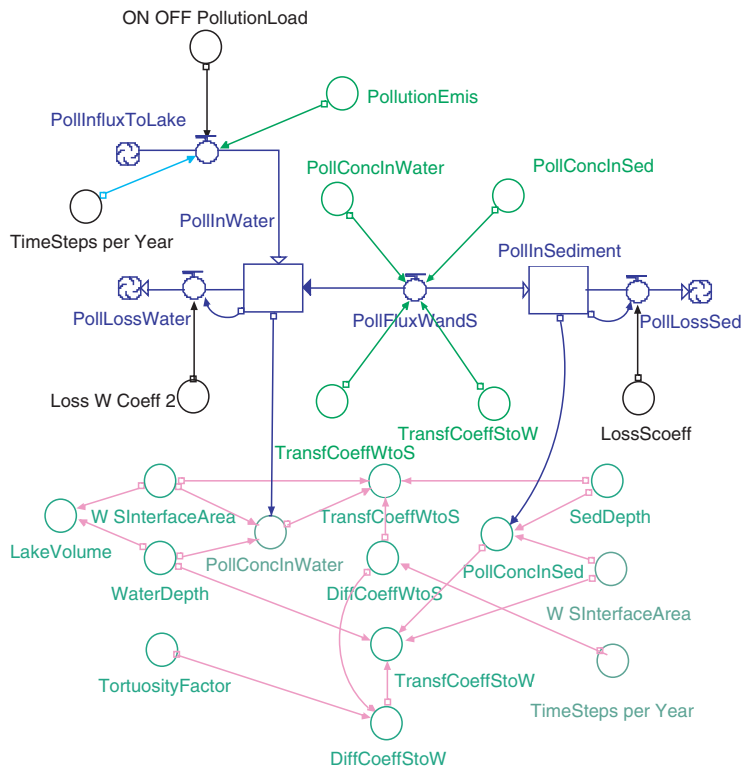 ON OFF PollutionLoad
PollutionEmis
PollInfluxToLake
PollConcInWater
PollConcInSed
TimeSteps per Year
PollInWater
PollInSediment
PollLossWater
PollFluxWandS
PollLossSed
Loss W Coeff 2
TransfCoeffStoW
LossScoeff
TransfCoeffWtoS
W SInterfaceArea
TransfCoeffWtoS
SedDepth
LakeVolume
PollConcInWater
PollConcInSed
WaterDepth
DiffCoeffWtoS
W SInterfaceArea
TortuosityFactor
TransfCoeffStoW
TimeSteps per Year
DiffCoeffStoW